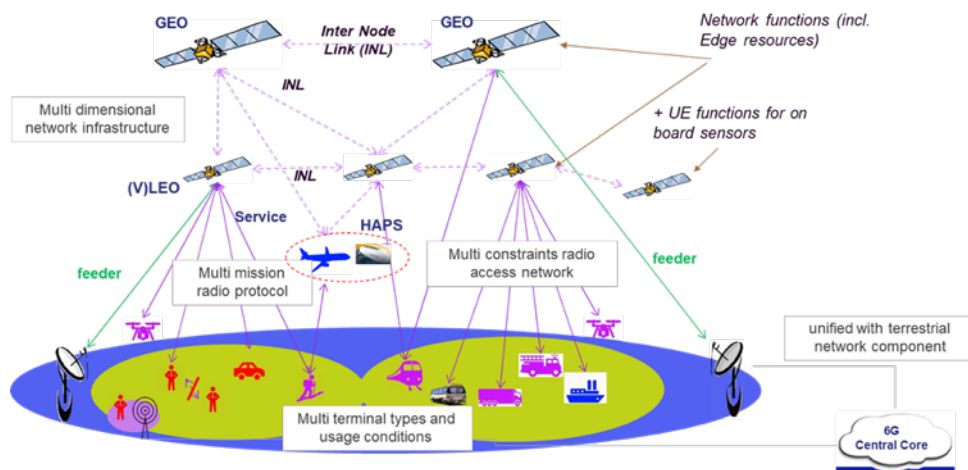 GEO
Inter Node
Link (INL)
GEO
Network functions (incl.
Edge resources)
INL
Multi dimensional
network infrastructure
+ UE functions for on
board sensors
(V)LEO
INL
Service
HAPS
feeder
Multi mission
radio protocol
Multi constraints radio
access network
feeder
unified with terrestrial
network component
Multi terminal types and
usage conditions
6G
Central Core